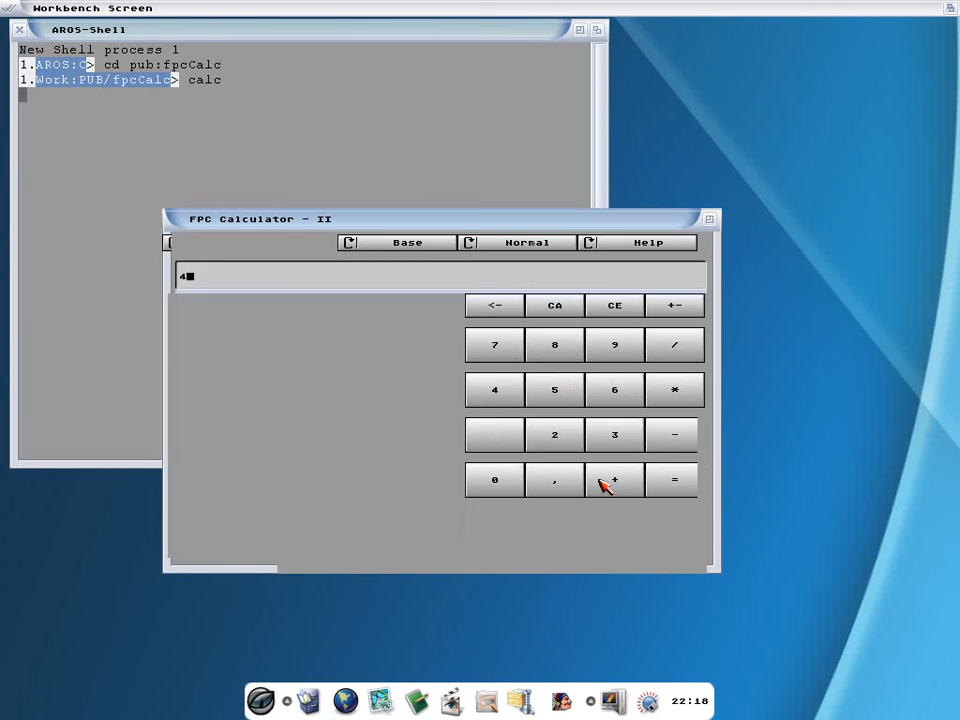 Workbench Screen
AROS-Shell
New Shell process 1
1.AROS:C> cd pub:fpcCalc
1.Work:PUB/fpcCalc> calc
FPC Calculator - II
Base Normal Help
4
<- CA CE +-
7 8 9 /
4 5 6 *
2 3 -
0 , + =
22:18